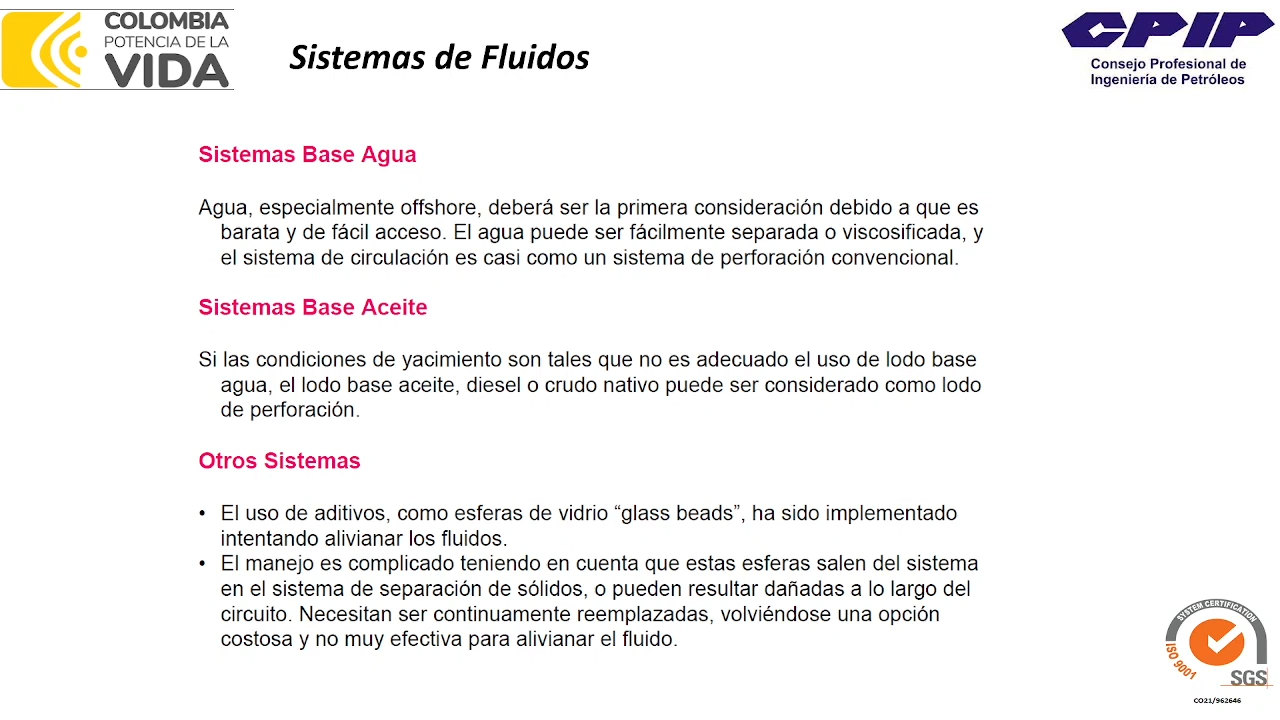 COLOMBIA
POTENCIA DE LA
VIDA
Sistemas de Fluidos
CPIP
Consejo Profesional de
Ingeniería de Petróleos
Sistemas Base Agua
Agua, especialmente offshore, deberá ser la primera consideración debido a que es
barata y de fácil acceso. El agua puede ser fácilmente separada o viscosificada, y
el sistema de circulación es casi como un sistema de perforación convencional.
Sistemas Base Aceite
Si las condiciones de yacimiento son tales que no es adecuado el uso de lodo base
agua, el lodo base aceite, diesel o crudo nativo puede ser considerado como lodo
de perforación.
Otros Sistemas
• El uso de aditivos, como esferas de vidrio “glass beads”, ha sido implementado
intentando alivianar los fluidos.
• El manejo es complicado teniendo en cuenta que estas esferas salen del sistema
en el sistema de separación de sólidos, o pueden resultar dañadas a lo largo del
circuito. Necesitan ser continuamente reemplazadas, volviéndose una opción
costosa y no muy efectiva para alivianar el fluido.
SYSTEM CERTIFICATION
ISO 9001
SGS
CO21/962646